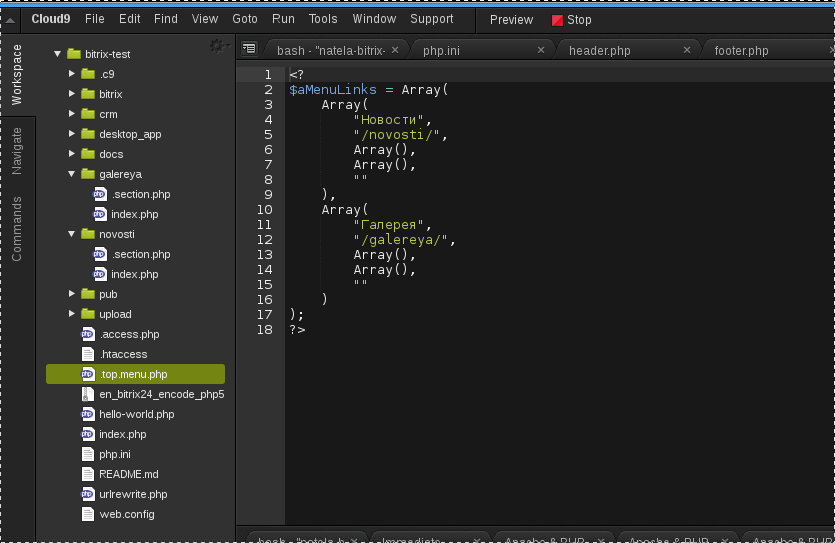 Cloud9 File Edit Find View Goto Run Tools Window Support Preview Stop
Workspace
Navigate
Commands
bitrix-test
.c9
bitrix
crm
desktop_app
docs
galereya
.section.php
index.php
novosti
.section.php
index.php
pub
upload
.access.php
.htaccess
.top.menu.php
en_bitrix24_encode_php5
hello-world.php
index.php
php.ini
README.md
urlrewrite.php
web.config
bash - "natela-bitrix- × php.ini × header.php × footer.php
1 <?
2 $aMenuLinks = Array(
3 Array(
4 "Новости",
5 "/novosti/",
6 Array(),
7 Array(),
8 ""
9 ),
10 Array(
11 "Галерея",
12 "/galereya/",
13 Array(),
14 Array(),
15 ""
16 )
17 );
18 ?>